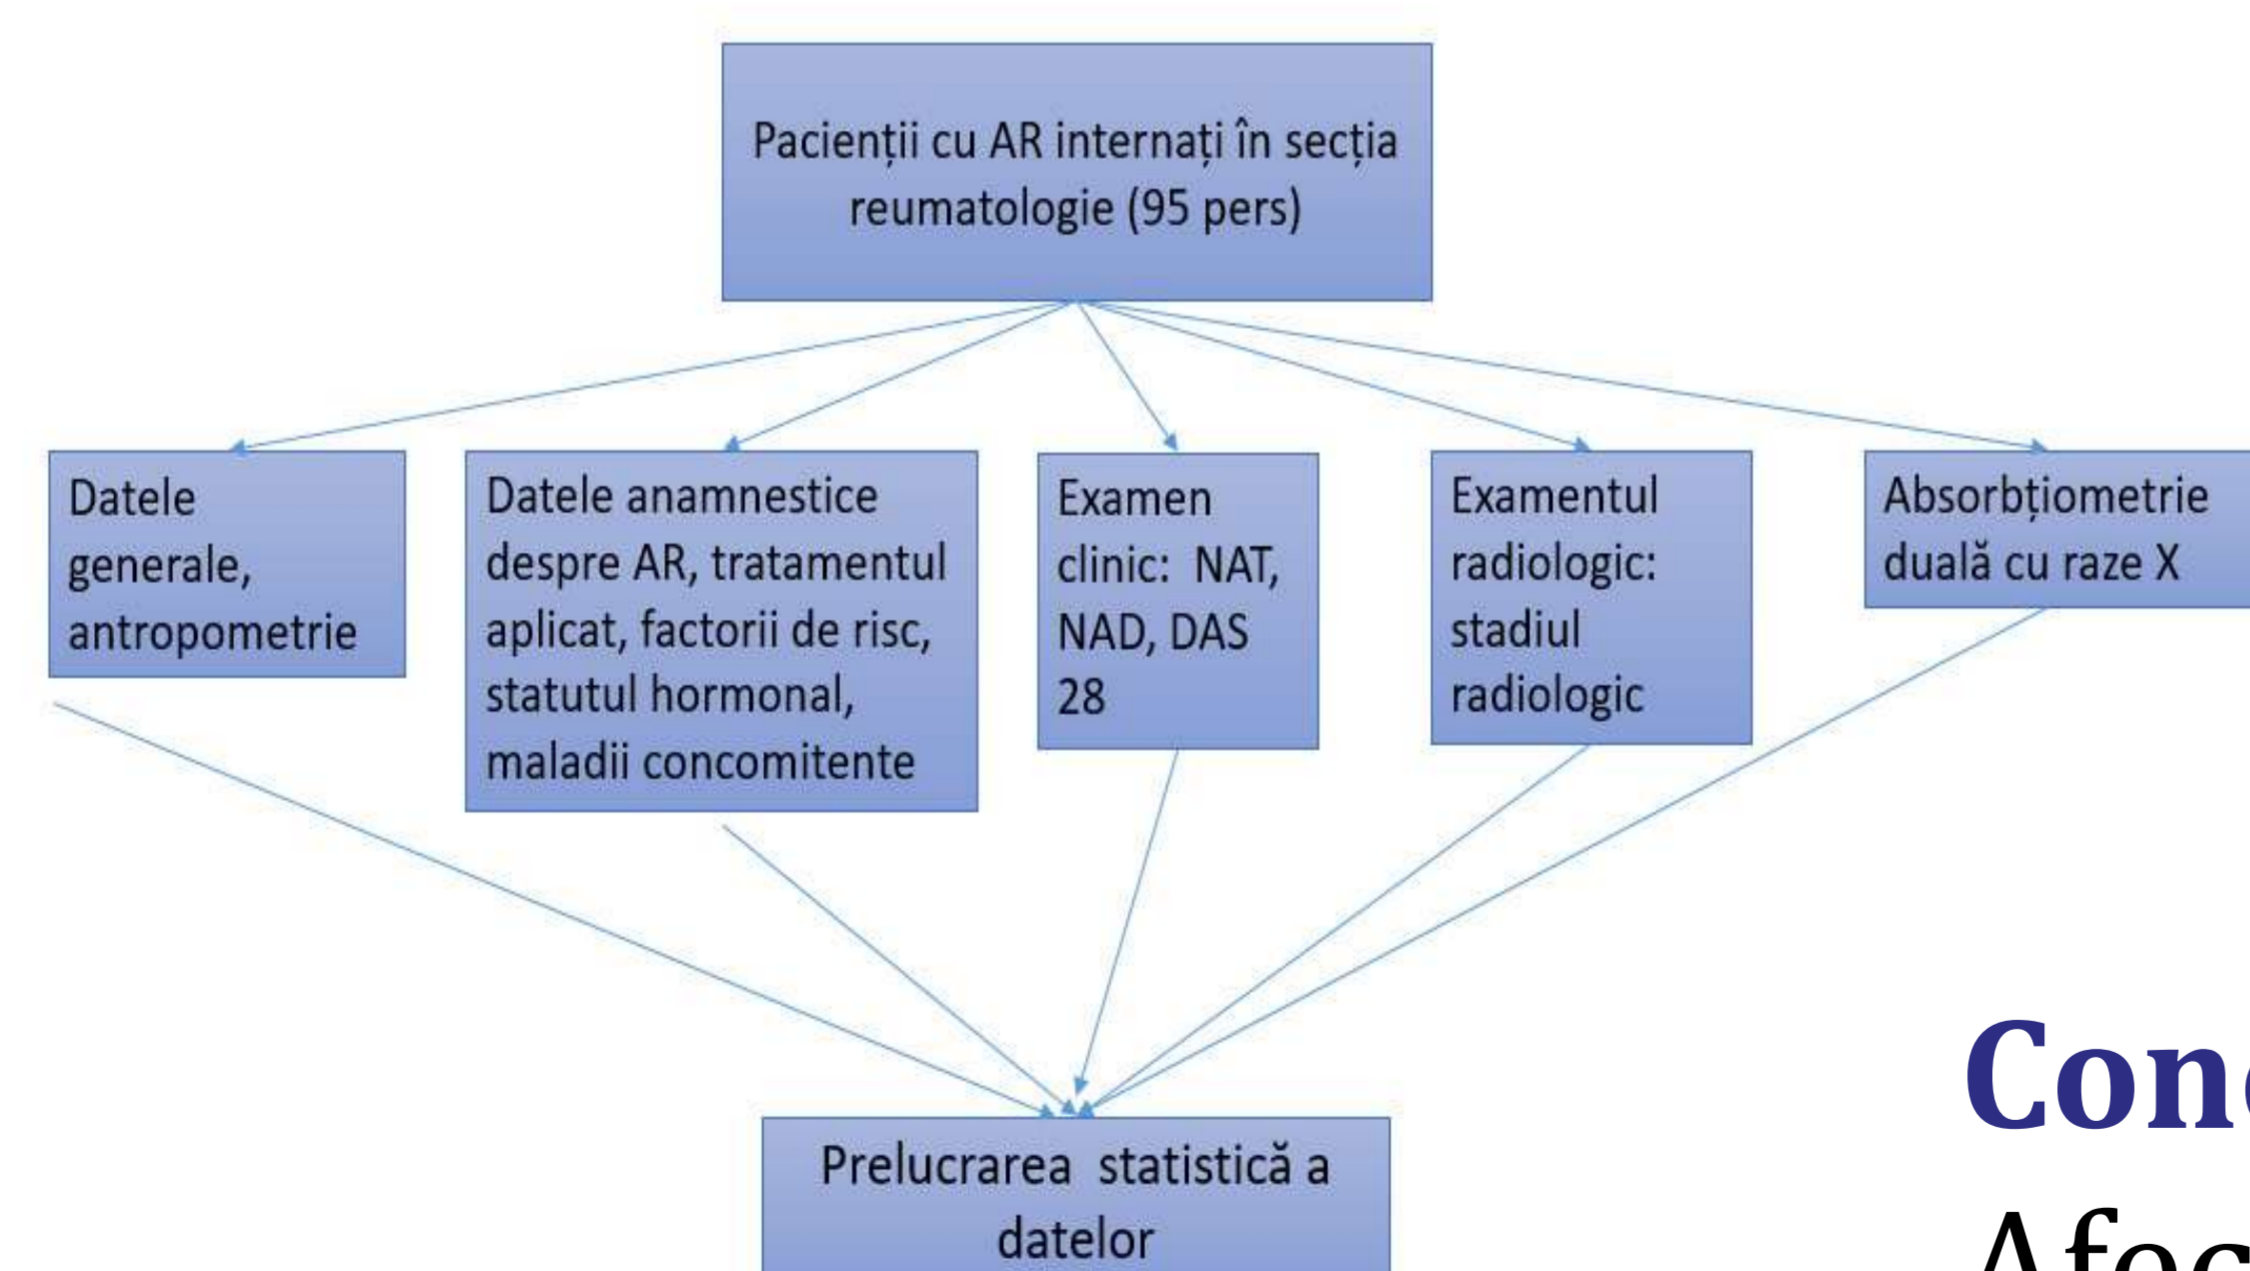 Pacienții cu AR internați în secția
reumatologie (95 pers)
Datele
generale,
antropometrie
Datele anamnestice
despre AR, tratamentul
aplicat, factorii de risc,
statutul hormonal,
maladii concomitente
Examen
clinic: NAT,
NAD, DAS
28
Examentul
radiologic:
stadiul
radiologic
Absorbțiometrie
duală cu raze X
Prelucrarea statistică a
datelor